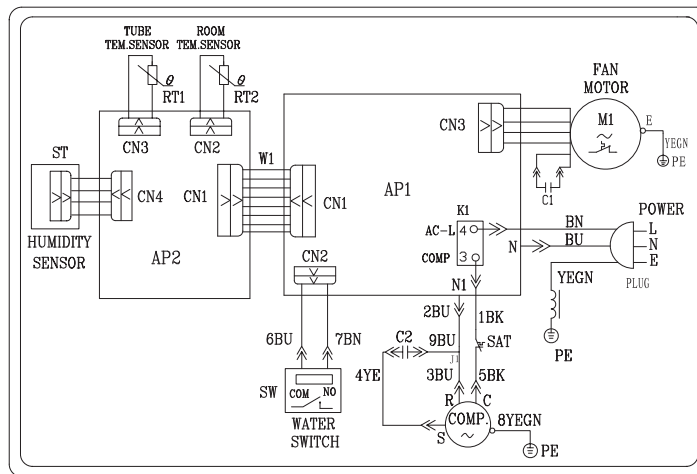 TUBE
TEM.SENSOR
ROOM
TEM.SENSOR
θ
RT1
θ
RT2
FAN
MOTOR
CN3
CN2
CN3
M1
~
E
YEGN
PE
ST
W1
CN4
CN1
CN1
AP1
C1
K1
POWER
AC-L
4
BN
L
HUMIDITY
SENSOR
AP2
CN2
N
BU
N
COMP
3
E
YEGN
PLUG
N1
2BU
1BK
6BU
7BN
C2
9BU
SAT
PE
J1
4YE
3BU
5BK
SW
COM
NO
R
C
WATER
SWITCH
COMP.
~
S
8YEGN
PE